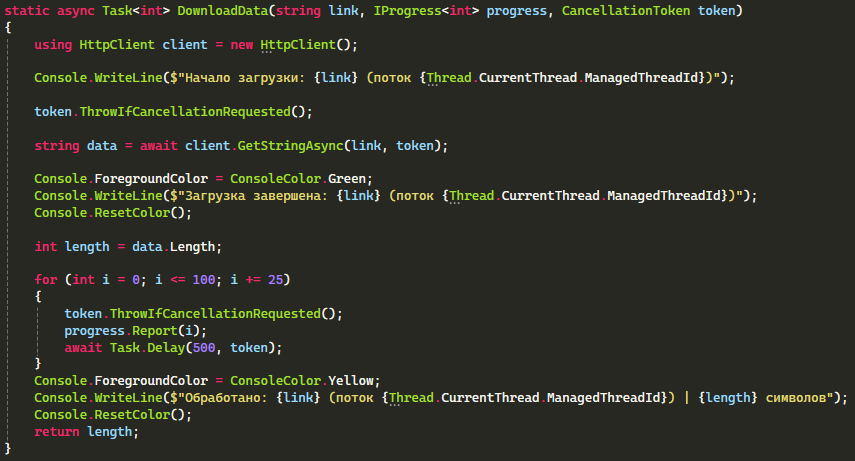 static async Task<int> DownloadData(string link, IProgress<int> progress, CancellationToken token)
{
    using HttpClient client = new HttpClient();
    Console.WriteLine($"Начало загрузки: {link} (поток {Thread.CurrentThread.ManagedThreadId})");
    token.ThrowIfCancellationRequested();
    string data = await client.GetStringAsync(link, token);
    Console.ForegroundColor = ConsoleColor.Green;
    Console.WriteLine($"Загрузка завершена: {link} (поток {Thread.CurrentThread.ManagedThreadId})");
    Console.ResetColor();
    int length = data.Length;
    for (int i = 0; i <= 100; i += 25)
    {
        token.ThrowIfCancellationRequested();
        progress.Report(i);
        await Task.Delay(500, token);
    }
    Console.ForegroundColor = ConsoleColor.Yellow;
    Console.WriteLine($"Обработано: {link} (поток {Thread.CurrentThread.ManagedThreadId}) | {length} символов");
    Console.ResetColor();
    return length;
}